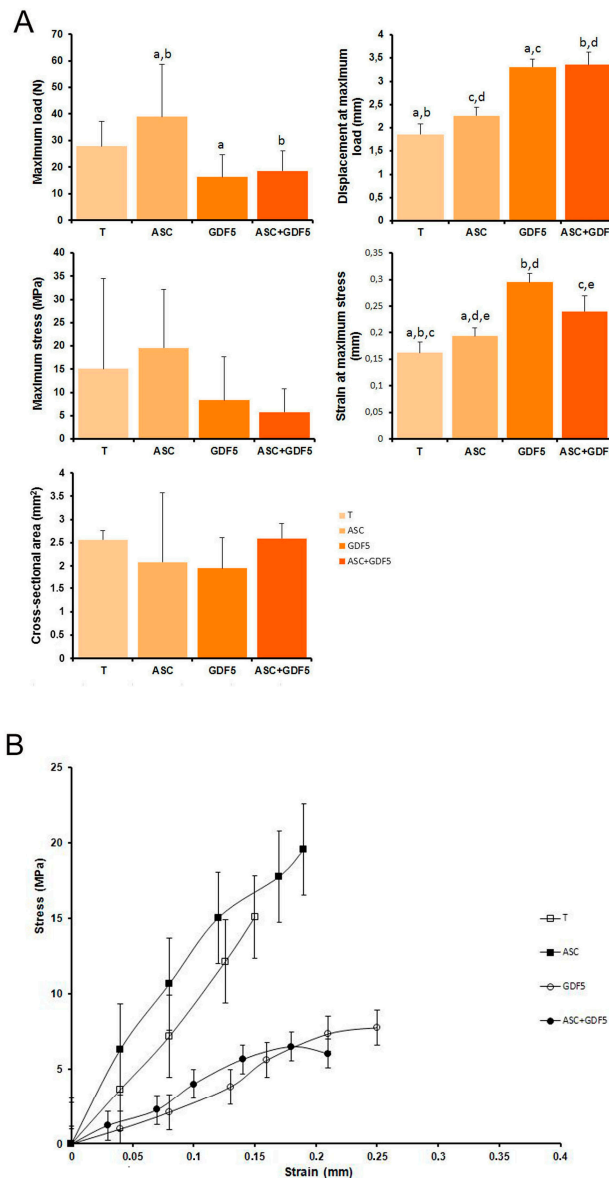 A
Maximum load (N)
70
60
50
40
30
20
10
0
a,b
a
b
T ASC GDF5 ASC+GDF5
Displacement at maximum
load (mm)
4
3,5
3
2,5
2
1,5
1
0,5
0
a,b
c,d
a,c
b,d
T ASC GDF5 ASC+GDF
Maximum stress (MPa)
40
35
30
25
20
15
10
5
0
T ASC GDF5 ASC+GDF5
Strain at maximum stress
(mm)
0,35
0,3
0,25
0,2
0,15
0,1
0,05
0
a,b,c
a,d,e
b,d
c,e
T ASC GDF5 ASC+GDF
Cross-sectional area (mm²)
4
3.5
3
2.5
2
1.5
1
0.5
0
T ASC GDF5 ASC+GDF5
T
ASC
GDF5
ASC+GDF5
B
Stress (MPa)
25
20
15
10
5
0
0 0.05 0.1 0.15 0.2 0.25 0.3 0.35 0.4
Strain (mm)
T
ASC
GDF5
ASC+GDF5